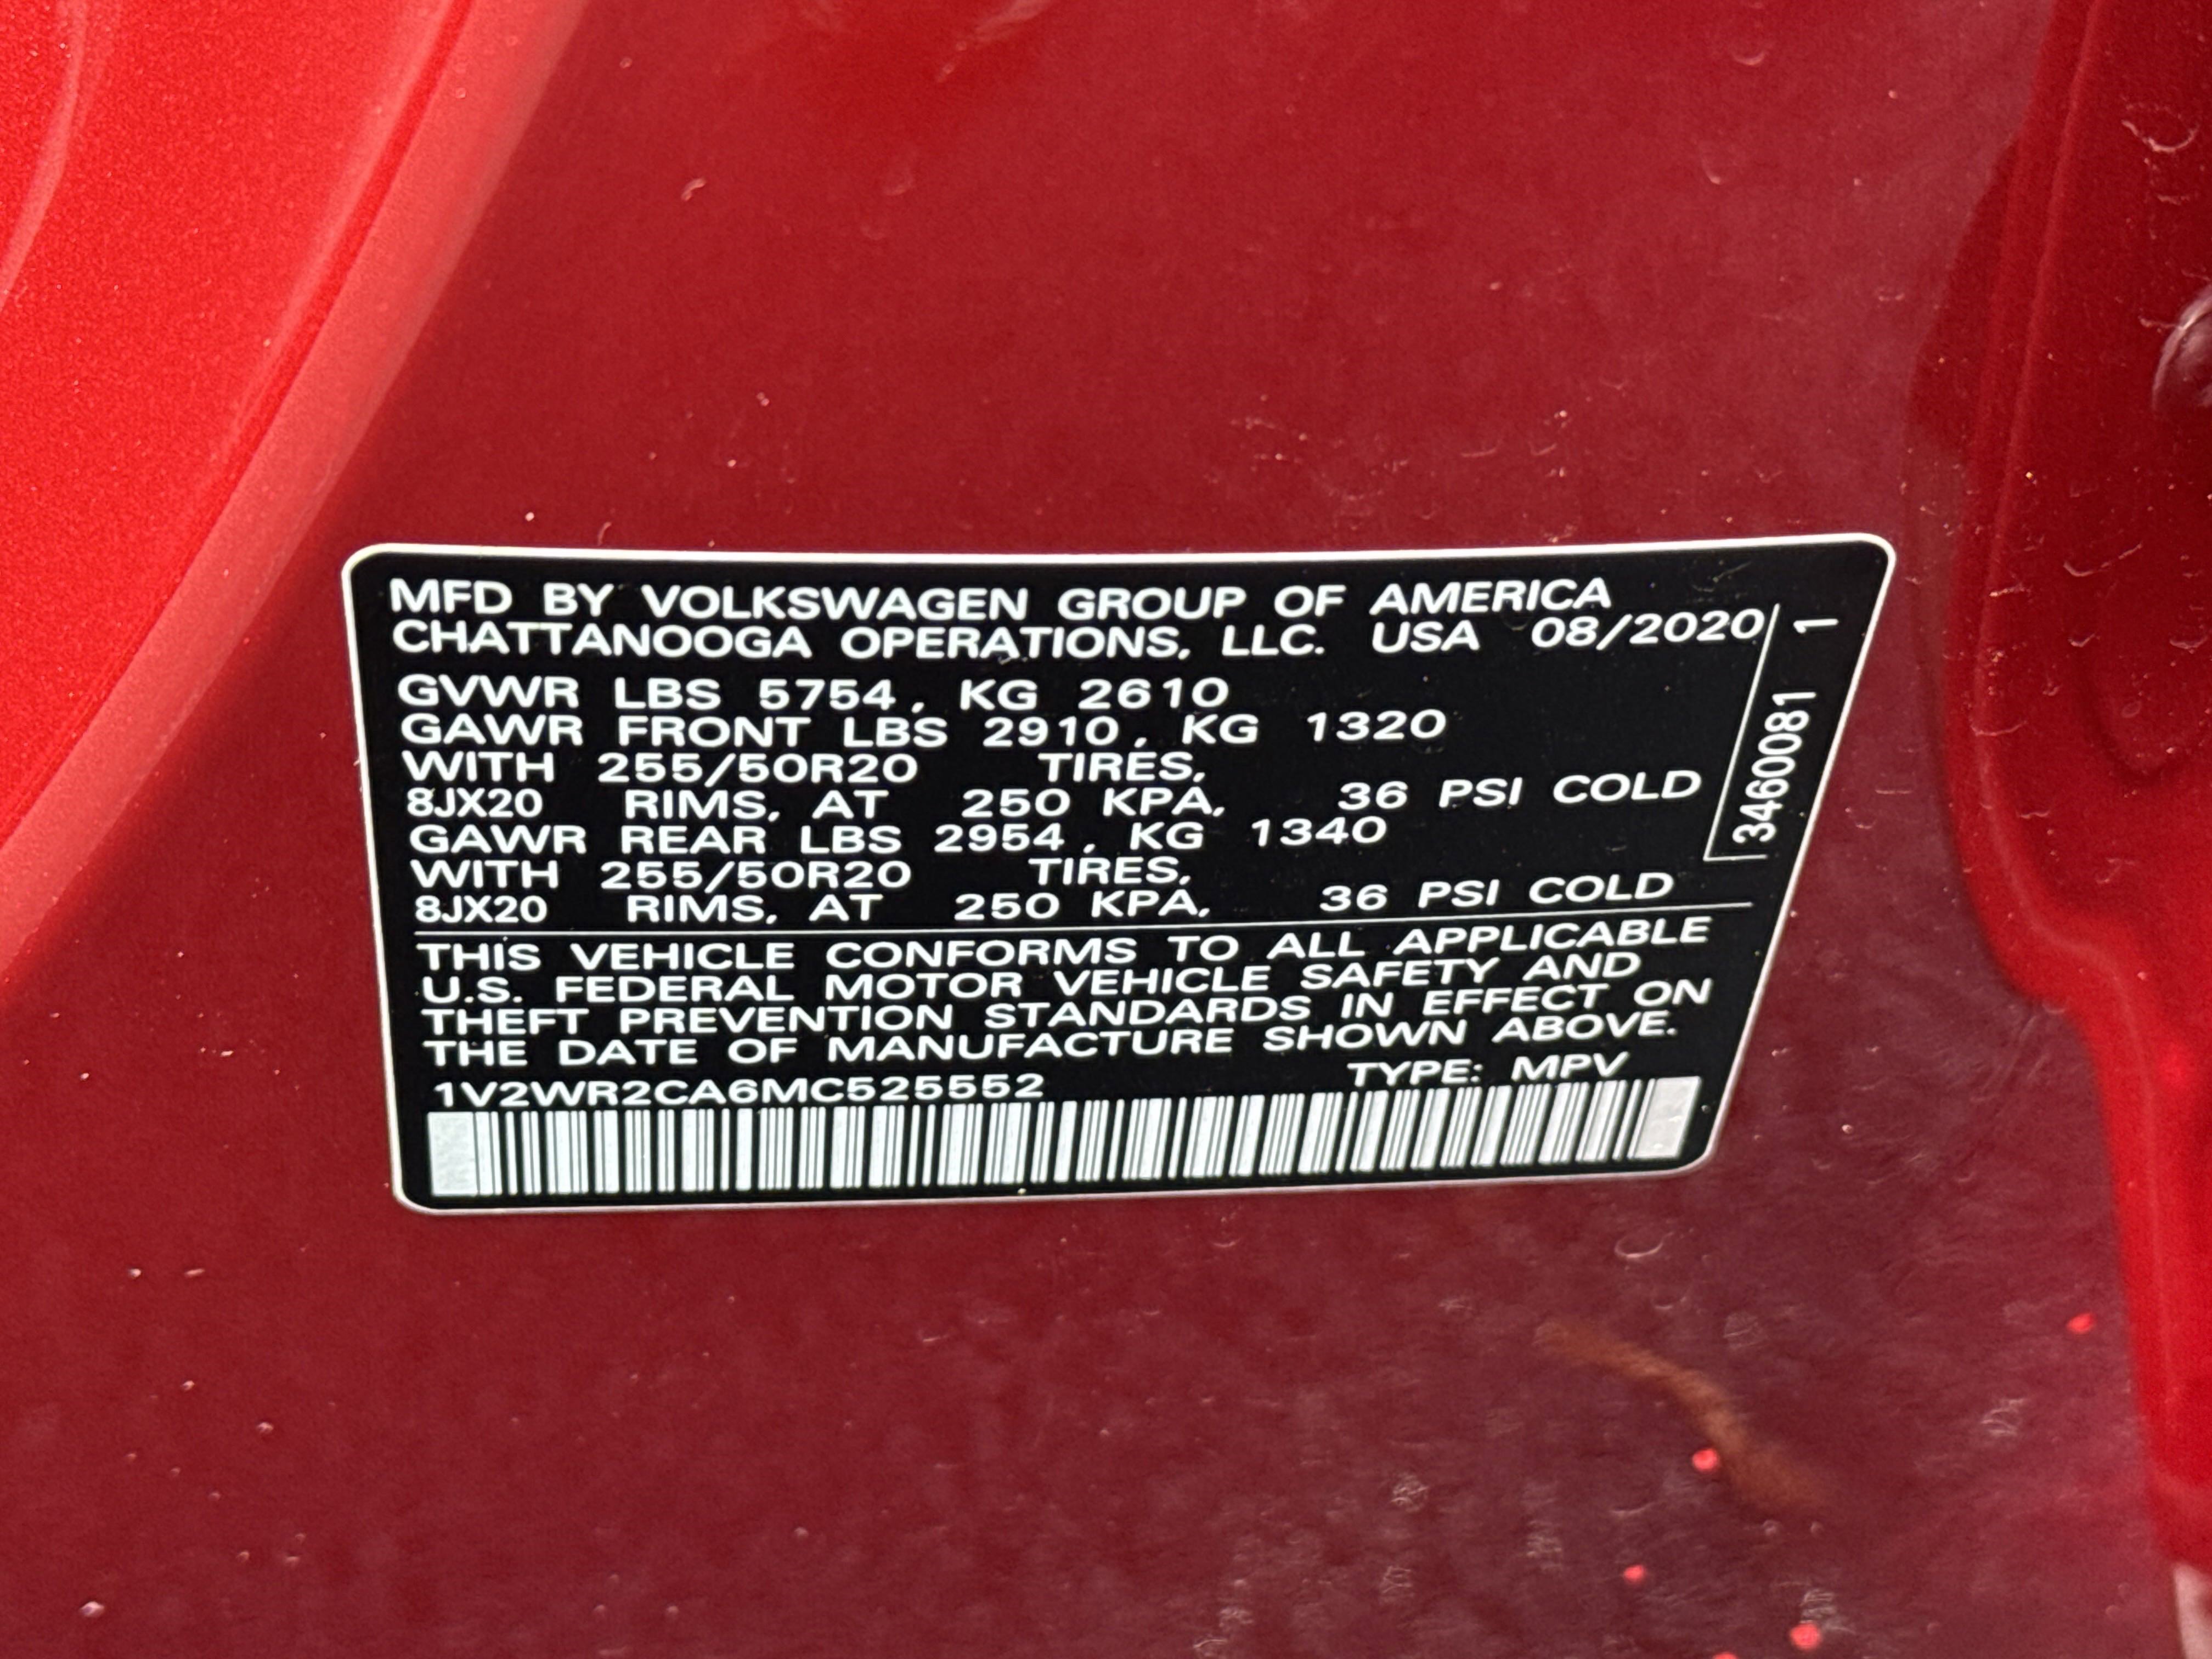 MFD BY VOLKSWAGEN GROUP OF AMERICA
CHATTANOOGA OPERATIONS, LLC. USA 08/2020
GVWR LBS 5754, KG 2610
GAWR FRONT LBS 2910, KG 1320
WITH 255/50R20 TIRES,
8JX20 RIMS, AT 250 KPA, 36 PSI COLD
GAWR REAR LBS 2954, KG 1340
WITH 255/50R20 TIRES,
8JX20 RIMS, AT 250 KPA, 36 PSI COLD
3460081 1
THIS VEHICLE CONFORMS TO ALL APPLICABLE
U.S. FEDERAL MOTOR VEHICLE SAFETY AND
THEFT PREVENTION STANDARDS IN EFFECT ON
THE DATE OF MANUFACTURE SHOWN ABOVE.
1V2WR2CA6MC525552 TYPE: MPV